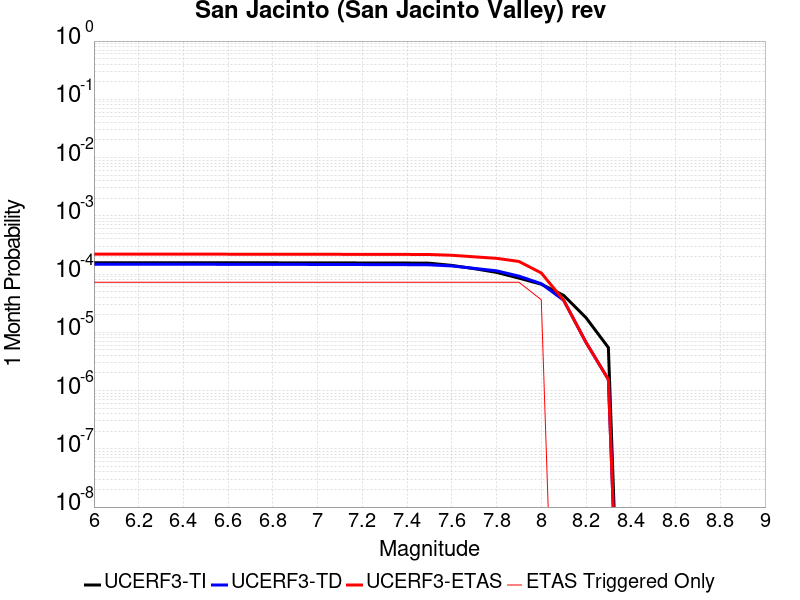 San Jacinto (San Jacinto Valley) rev
1 Month Probability
10^0
10^-1
10^-2
10^-3
10^-4
10^-5
10^-6
10^-7
10^-8
6 6.2 6.4 6.6 6.8 7 7.2 7.4 7.6 7.8 8 8.2 8.4 8.6 8.8 9
Magnitude
UCERF3-TI UCERF3-TD UCERF3-ETAS ETAS Triggered Only